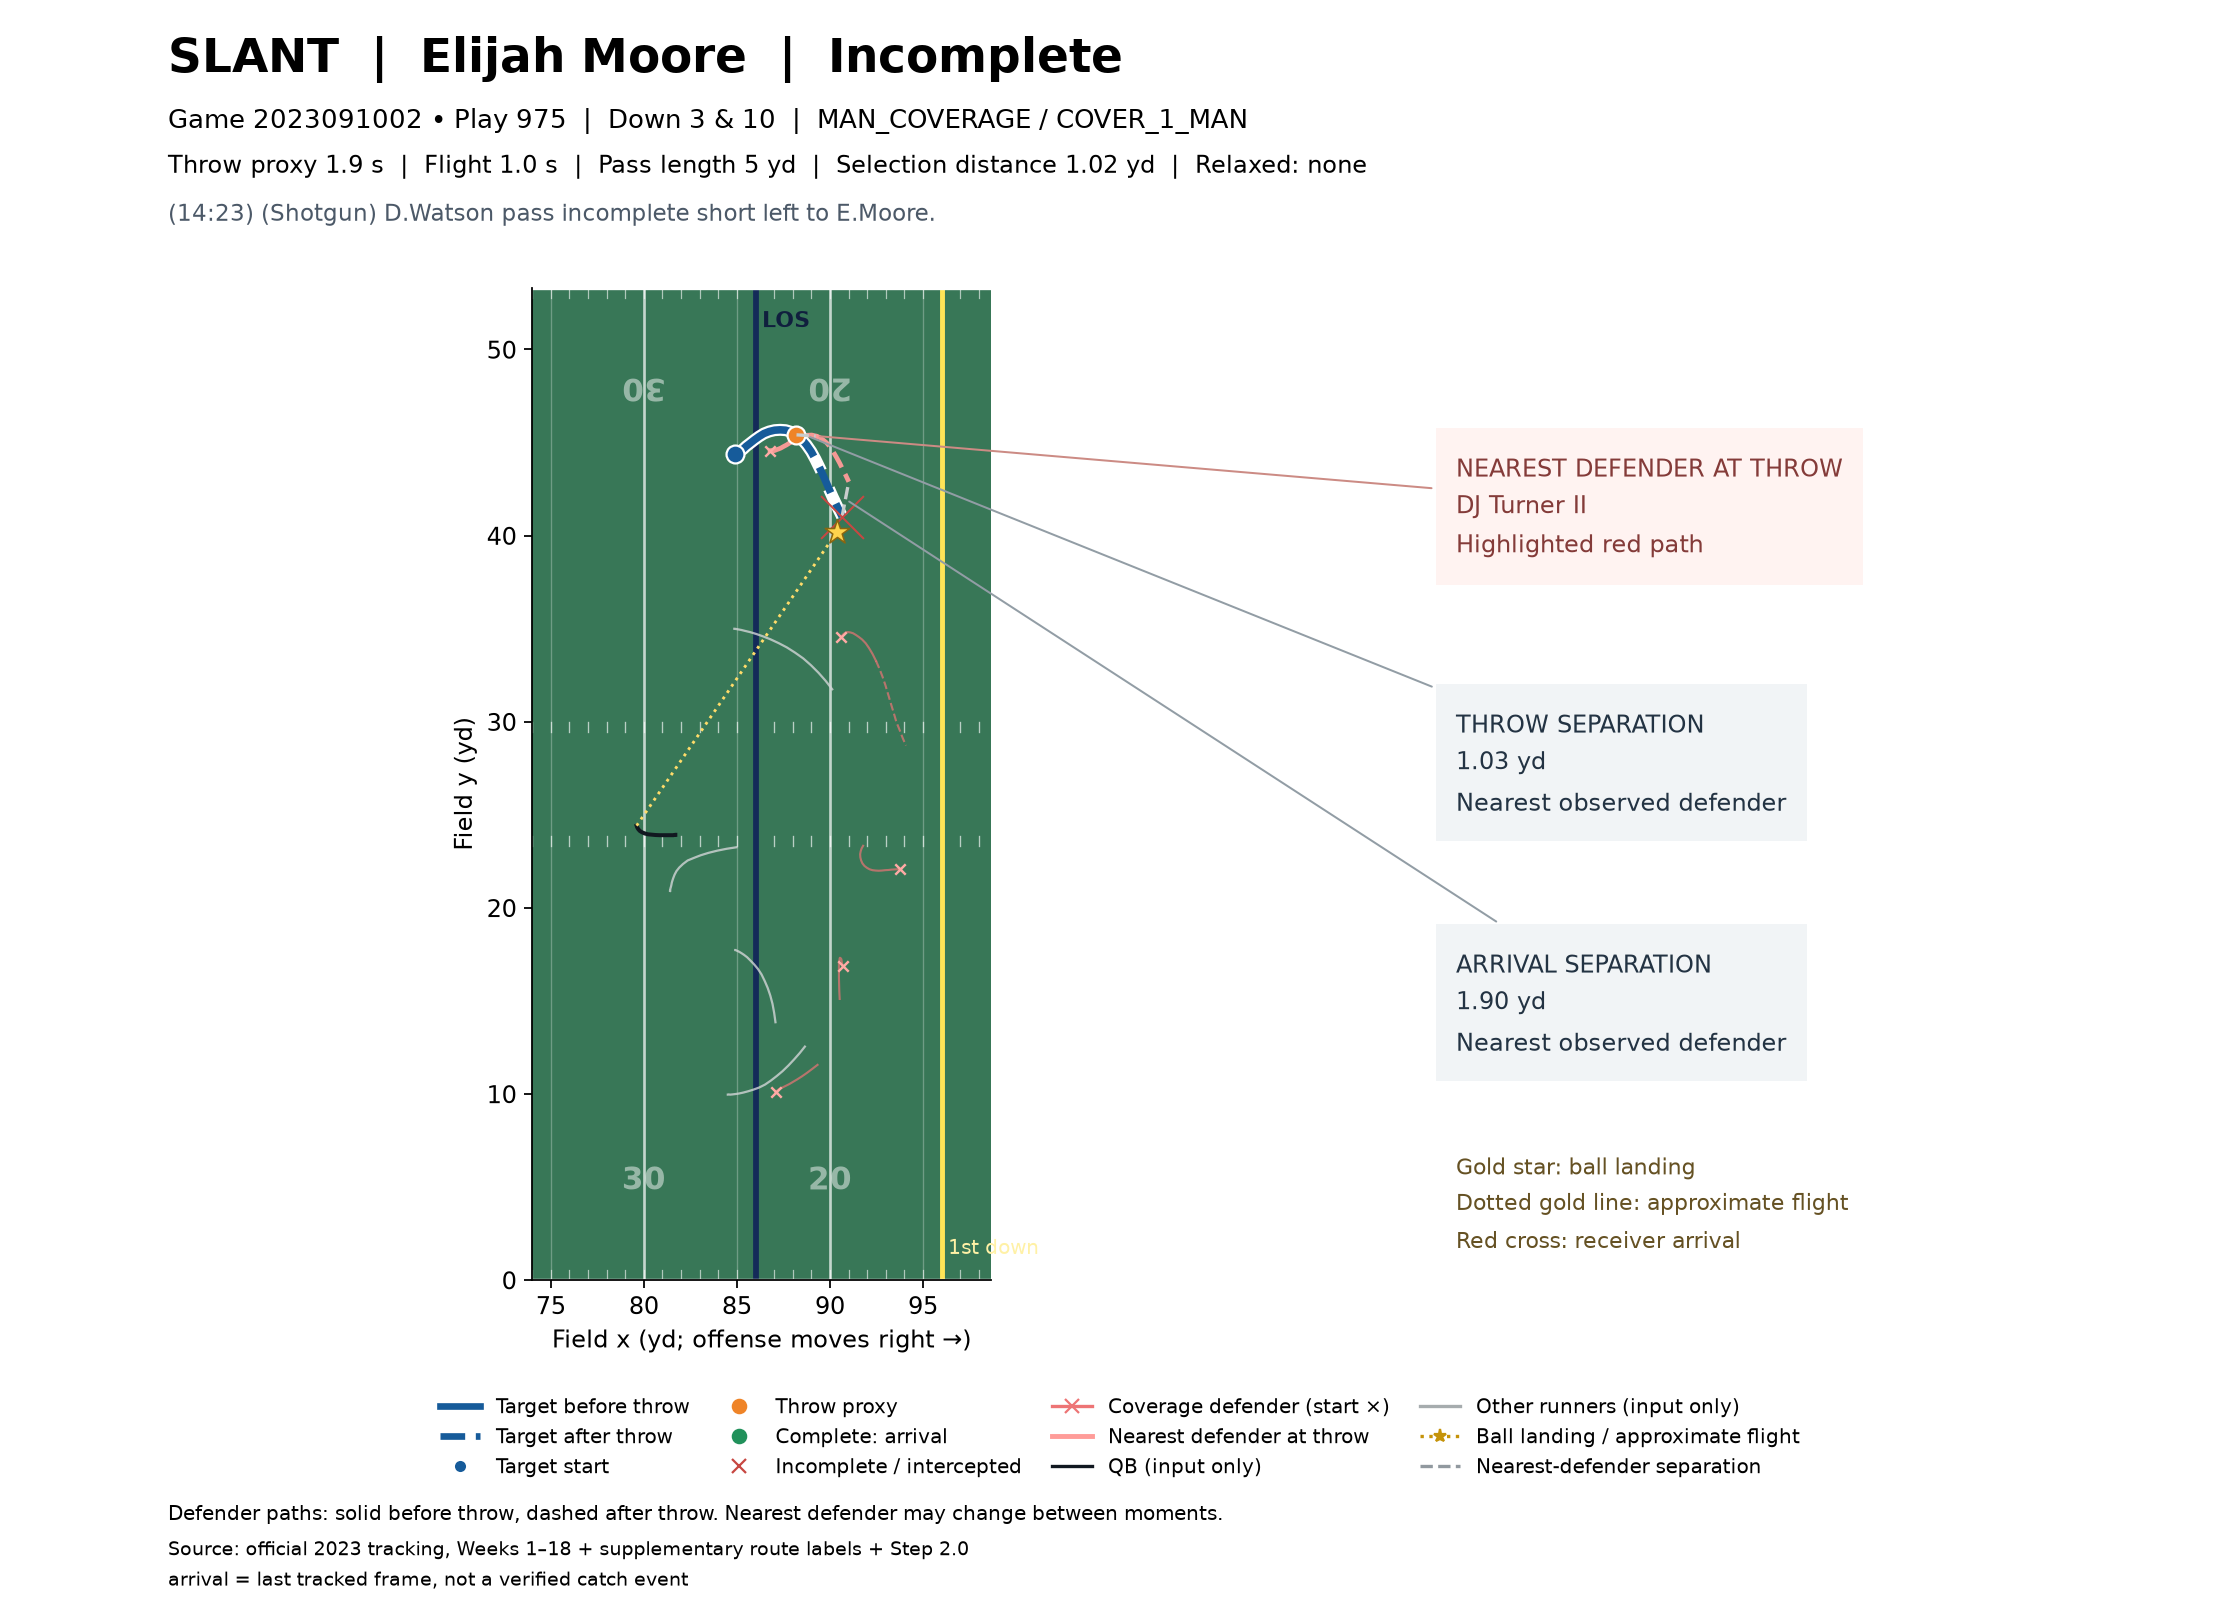 SLANT | Elijah Moore | Incomplete
Game 2023091002 • Play 975 | Down 3 & 10 | MAN_COVERAGE / COVER_1_MAN
Throw proxy 1.9 s | Flight 1.0 s | Pass length 5 yd | Selection distance 1.02 yd | Relaxed: none
(14:23) (Shotgun) D.Watson pass incomplete short left to E.Moore.
LOS
50
30 20
NEAREST DEFENDER AT THROW
DJ Turner II
Highlighted red path
40
30
THROW SEPARATION
1.03 yd
Nearest observed defender
Field y (yd)
20
ARRIVAL SEPARATION
1.90 yd
Nearest observed defender
10
30 20
Gold star: ball landing
Dotted gold line: approximate flight
Red cross: receiver arrival
1st down
0
75 80 85 90 95
Field x (yd; offense moves right →)
Target before throw Throw proxy Coverage defender (start ×) Other runners (input only)
Target after throw Complete: arrival Nearest defender at throw Ball landing / approximate flight
Target start Incomplete / intercepted QB (input only) Nearest-defender separation
Defender paths: solid before throw, dashed after throw. Nearest defender may change between moments.
Source: official 2023 tracking, Weeks 1–18 + supplementary route labels + Step 2.0
arrival = last tracked frame, not a verified catch event